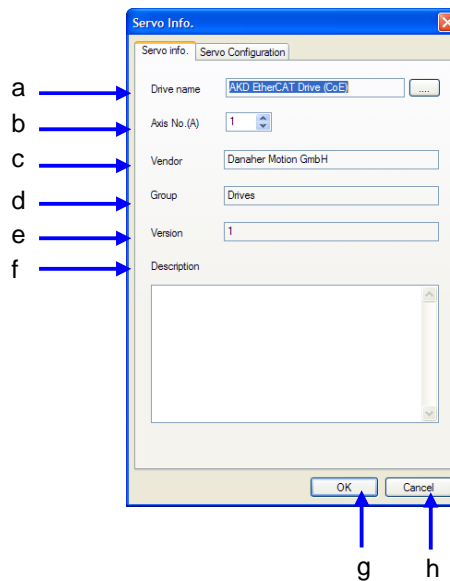 Servo Info.
Servo info. Servo Configuration
a Drive name AKD EtherCAT Drive (CoE) ....
b Axis No.(A) 1
c Vendor Danaher Motion GmbH
d Group Drives
e Version 1
f Description
OK Cancel
g h